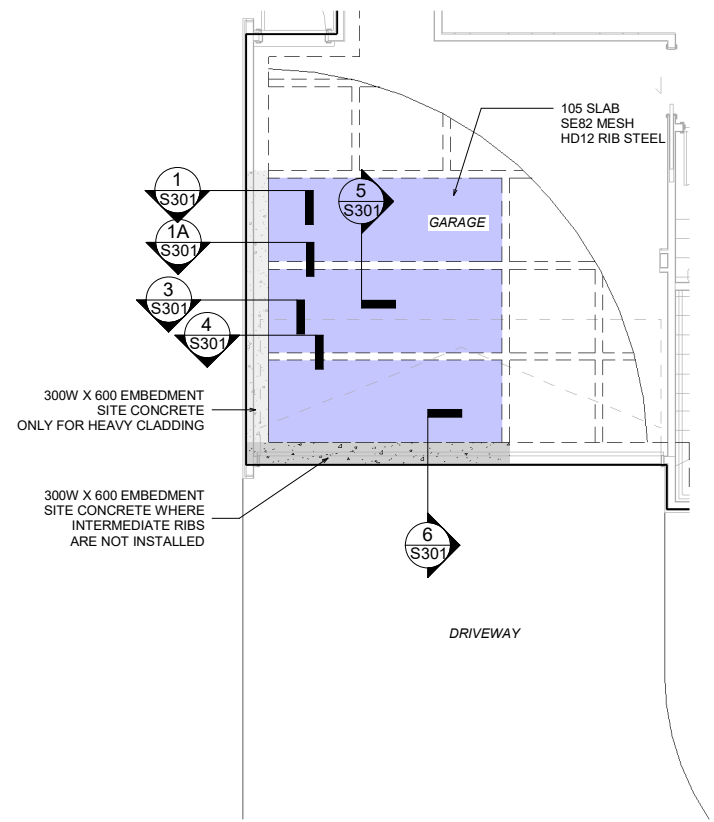 105 SLAB
SE82 MESH
HD12 RIB STEEL
1
S301
5
S301
GARAGE
1A
S301
3
S301
4
S301
300W X 600 EMBEDMENT
SITE CONCRETE
ONLY FOR HEAVY CLADDING
300W X 600 EMBEDMENT
SITE CONCRETE WHERE
INTERMEDIATE RIBS
ARE NOT INSTALLED
6
S301
DRIVEWAY